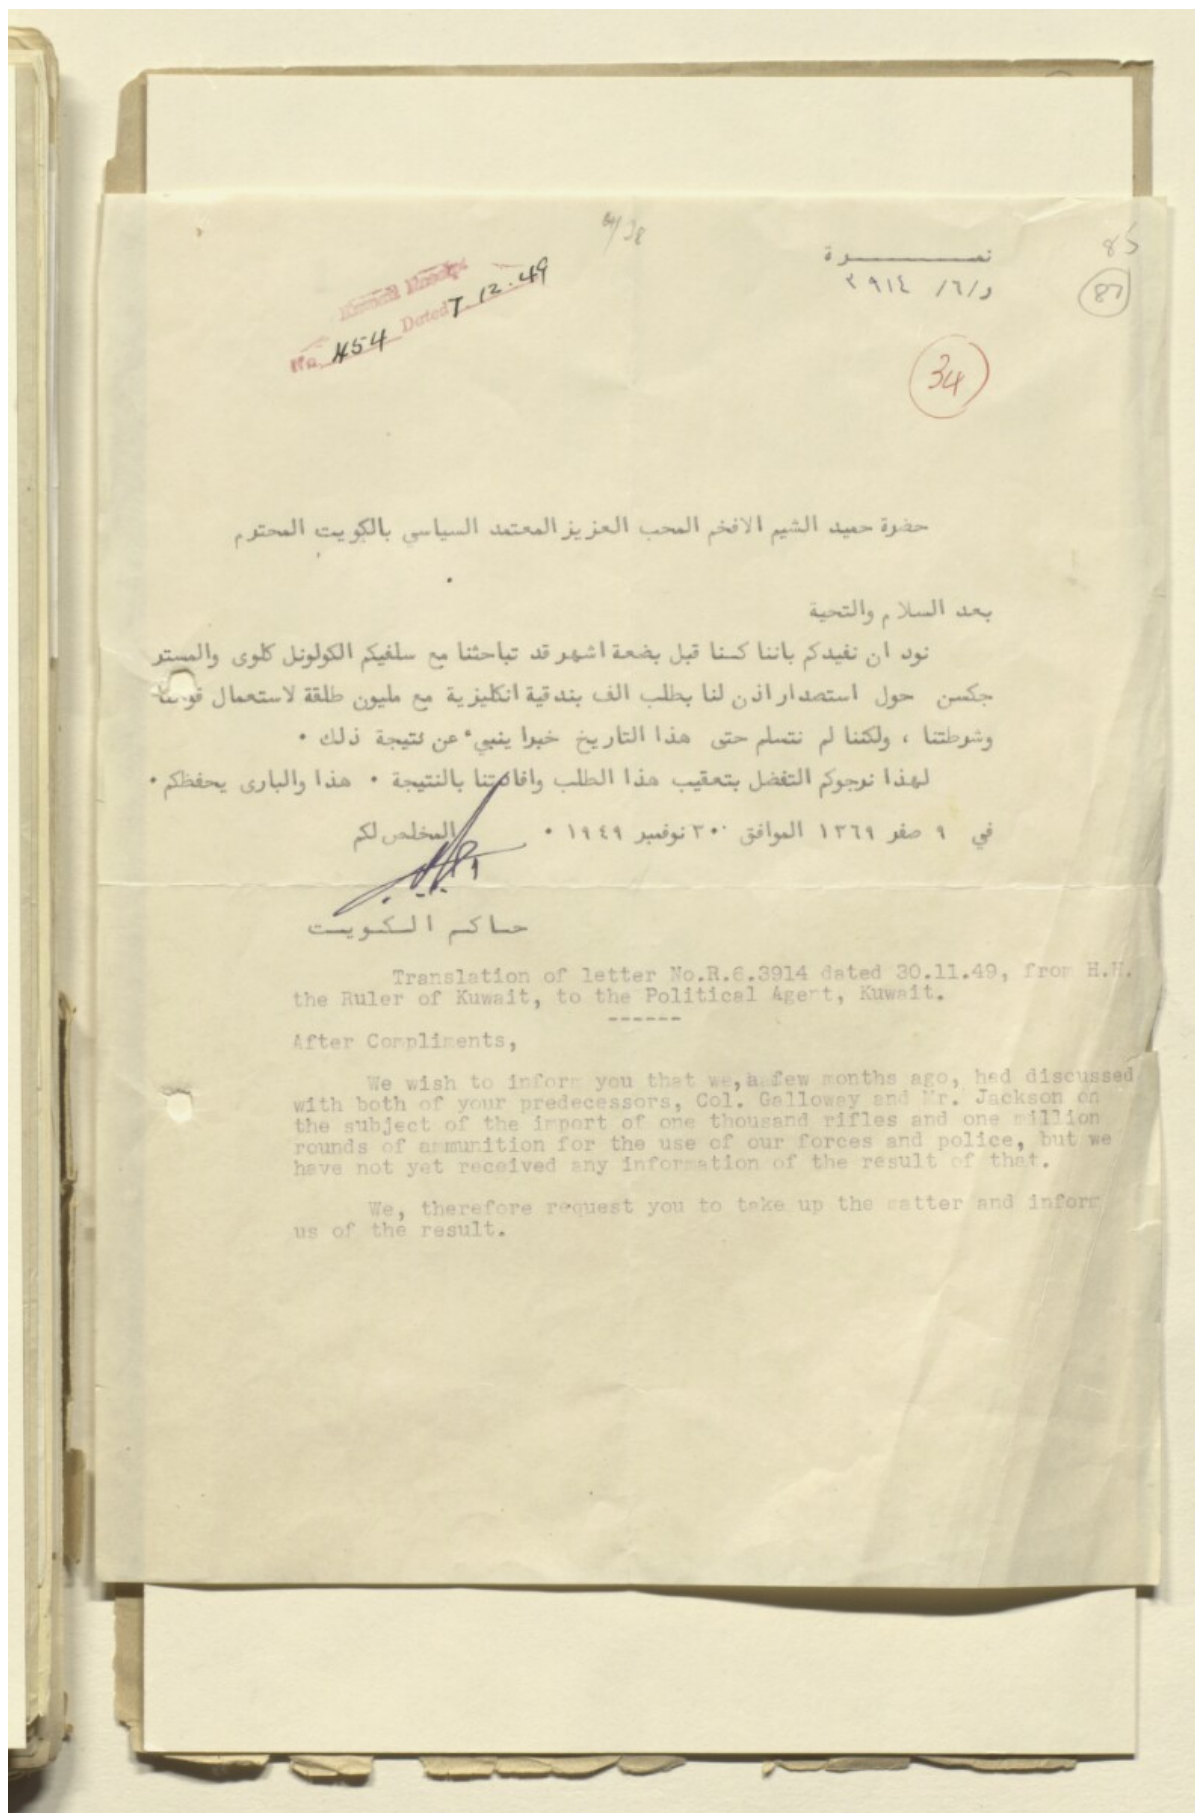 نمـــــرة
85
ر/٦/ ٣٩١٤
87
Dated 7.12.49
No. 454
34
حضرة حميد الشيم الافخم المحب العزيز المعتمد السياسي بالكويت المحترم
بعد السلام والتحية
نود ان نفيدكم باننا كنا قبل بضعة اشهر قد تباحثنا مع سلفيكم الكولونل كلوى والمستر
جكسن حول استصدار اذن لنا بطلب الف بندقية انكليزية مع مليون طلقة لاستعمال
وشرطتنا ، ولكننا لم نتسلم حتى هذا التاريخ خبرا ينبيء عن نتيجة ذلك ٠
لهذا نرجوكم التفضل بتعقيب هذا الطلب وافادتنا بالنتيجة ٠ هذا والبارى يحفظكم ٠
في ٩ صفر ١٣٦٩ الموافق ٣٠ نوفمبر ١٩٤٩ ٠
المخلص لكم
حـاكـم الـكـويـت
Translation of letter No.R.6.3914 dated 30.11.49, from H.H.
the Ruler of Kuwait, to the Political Agent, Kuwait.
------
After Compliments,
We wish to inform you that we, a few months ago, had discussed
with both of your predecessors, Col. Galloway and Mr. Jackson on
the subject of the import of one thousand rifles and one million
rounds of ammunition for the use of our forces and police, but we
have not yet received any information of the result of that.
We, therefore request you to take up the matter and inform
us of the result.